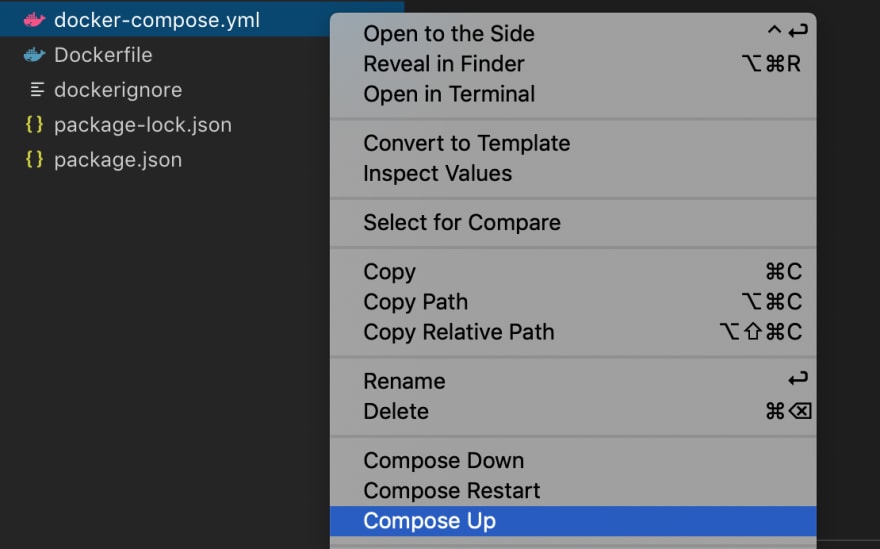 docker-compose.yml
Dockerfile
dockerignore
{} package-lock.json
{} package.json
Open to the Side ^ ↩
Reveal in Finder ⌥⌘R
Open in Terminal
Convert to Template
Inspect Values
Select for Compare
Copy ⌘C
Copy Path ⌥⌘C
Copy Relative Path ⌥⇧⌘C
Rename ↩
Delete ⌘⌫
Compose Down
Compose Restart
Compose Up